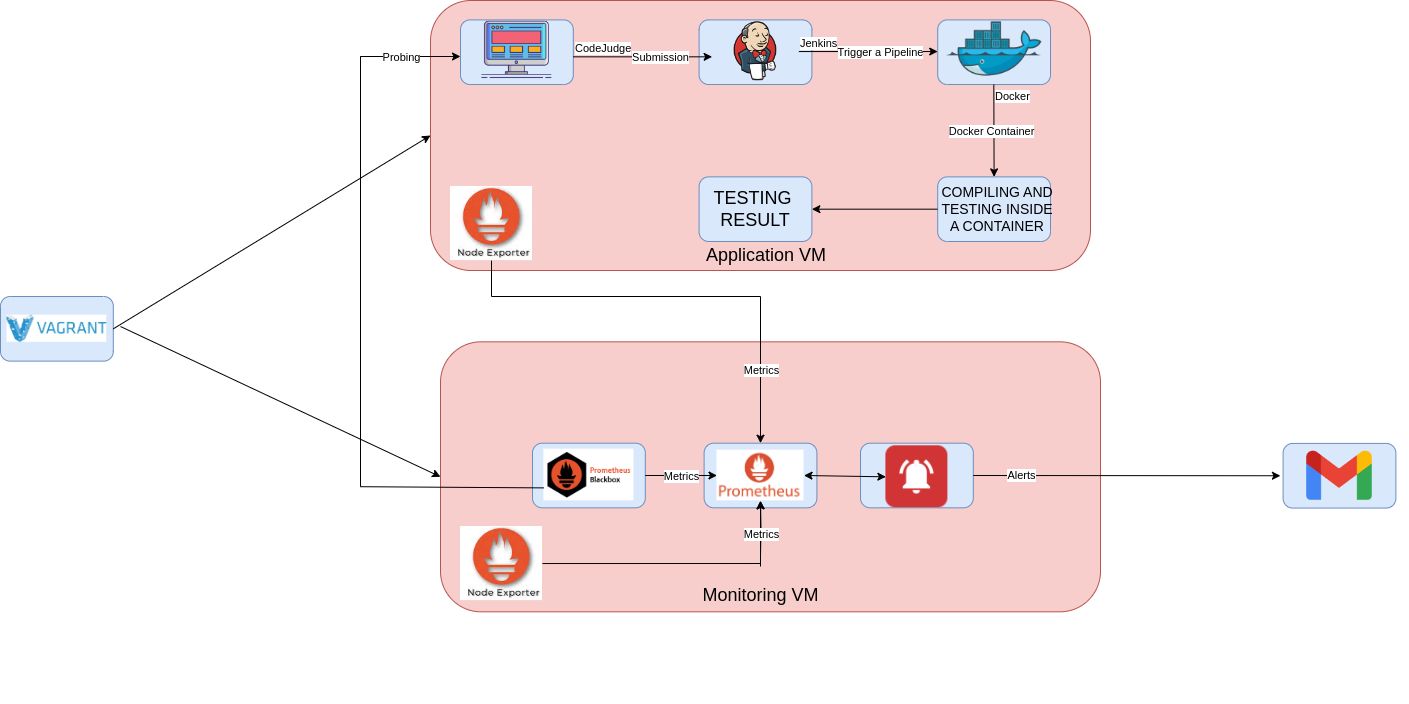 Probing
CodeJudge
Submission
Jenkins
Trigger a Pipeline
Docker
Docker Container
COMPILING AND
TESTING INSIDE
A CONTAINER
TESTING
RESULT
Node Exporter
Application VM
VAGRANT
Metrics
Prometheus
Blackbox
Metrics
Prometheus
Alerts
Metrics
Node Exporter
Monitoring VM